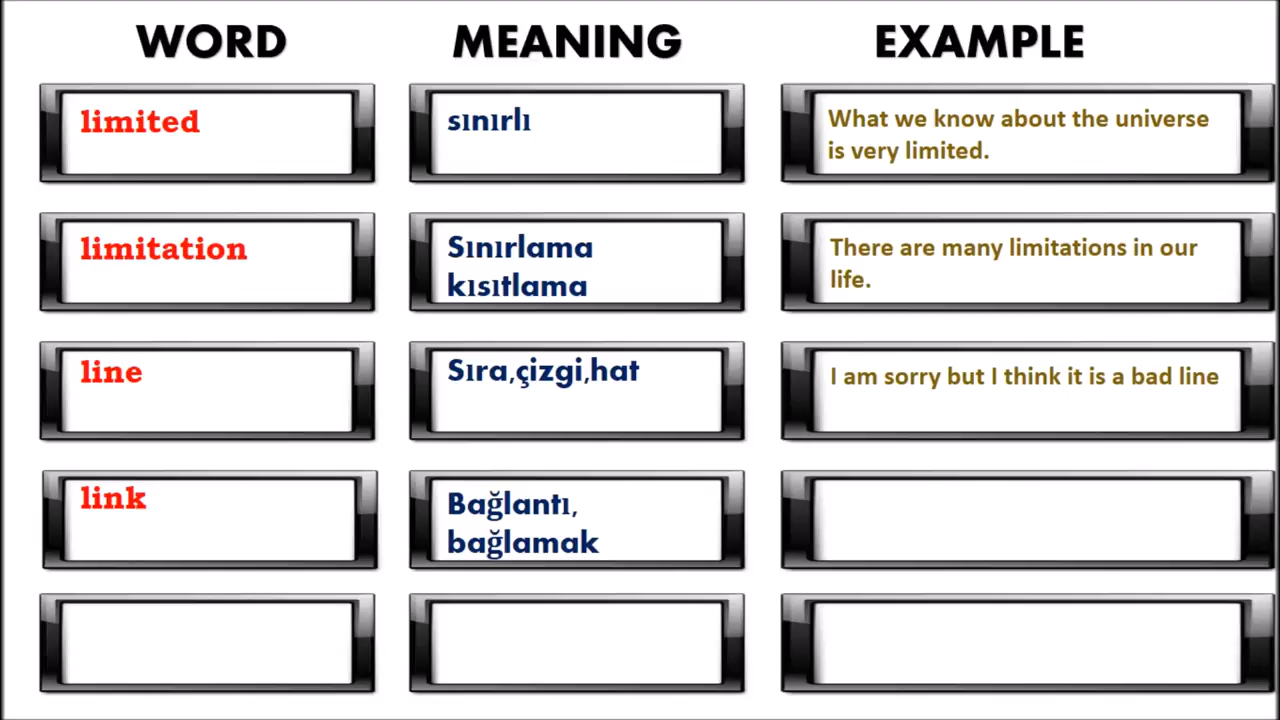 WORD MEANING EXAMPLE
limited
sınırlı
What we know about the universe
is very limited.
limitation
Sınırlama
kısıtlama
There are many limitations in our
life.
line
Sıra,çizgi,hat
I am sorry but I think it is a bad line
link
Bağlantı,
bağlamak